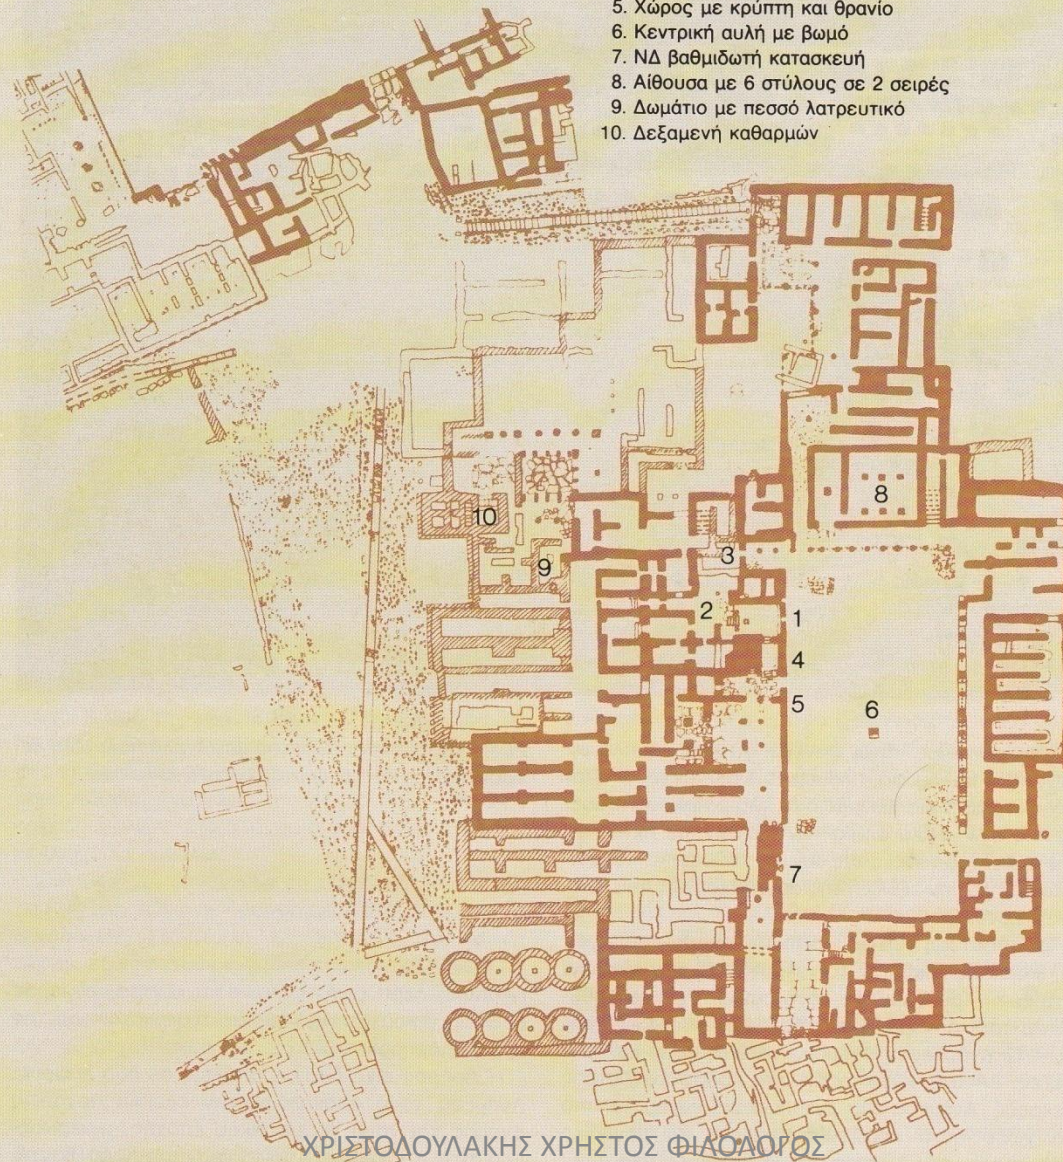 5. Χώρος με κρύπτη και θρανίο
6. Κεντρική αυλή με βωμό
7. ΝΔ βαθμιδωτή κατασκευή
8. Αίθουσα με 6 στύλους σε 2 σειρές
9. Δωμάτιο με πεσσό λατρευτικό
10. Δεξαμενή καθαρμών
8
10
3
9
2
1
4
5
6
7
ΧΡΙΣΤΟΔΟΥΛΑΚΗΣ ΧΡΗΣΤΟΣ ΦΙΛΟΛΟΓΟΣ